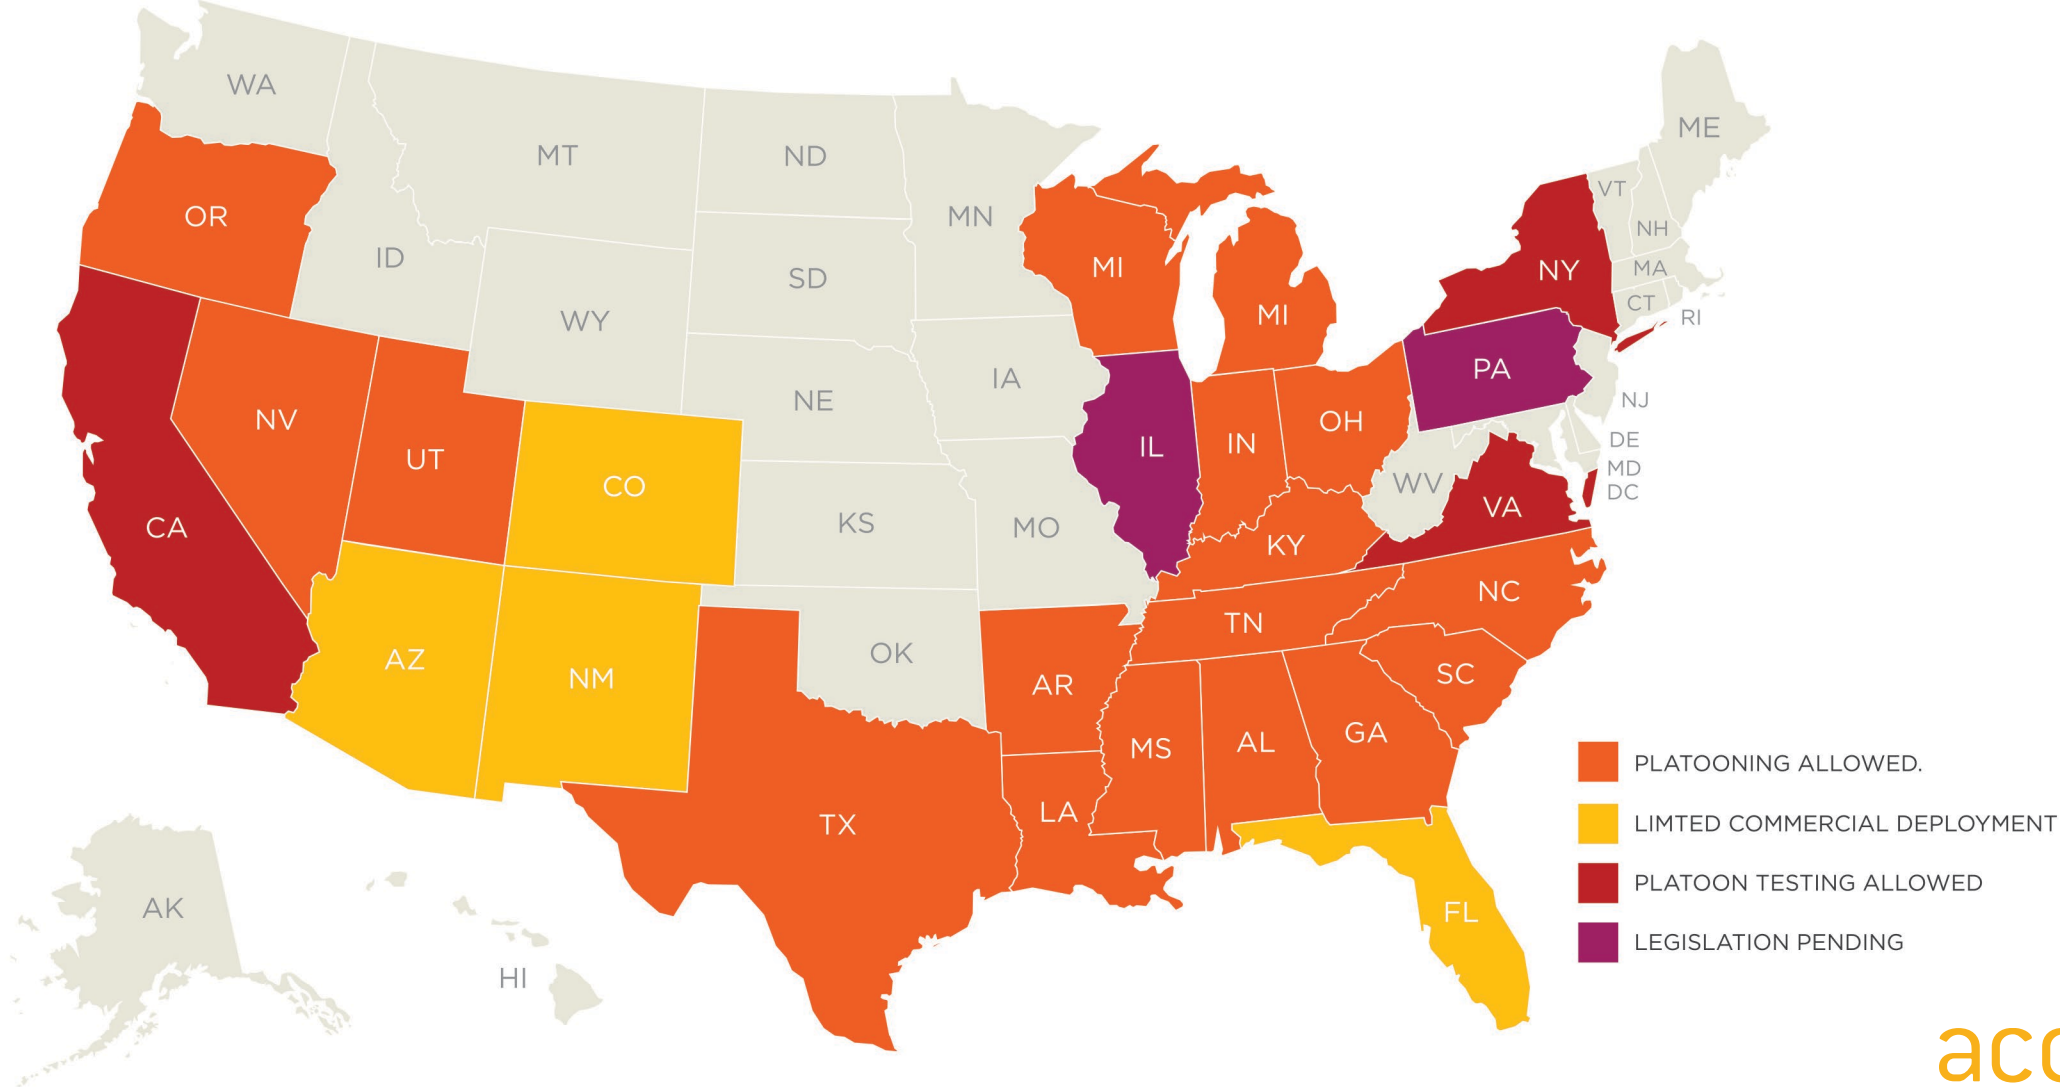 WA
ME
MT
ND
VT
OR
MN
NH
ID
SD
MI
NY
MA
WY
MI
CT
RI
IA
PA
NE
NJ
NV
OH
UT
IL
IN
DE
CO
MD
WV
DC
KS
MO
VA
CA
KY
NC
TN
OK
AZ
NM
AR
SC
MS
AL
GA
PLATOONING ALLOWED.
LA
TX
LIMTED COMMERCIAL DEPLOYMENT
PLATOON TESTING ALLOWED
AK
FL
LEGISLATION PENDING
HI